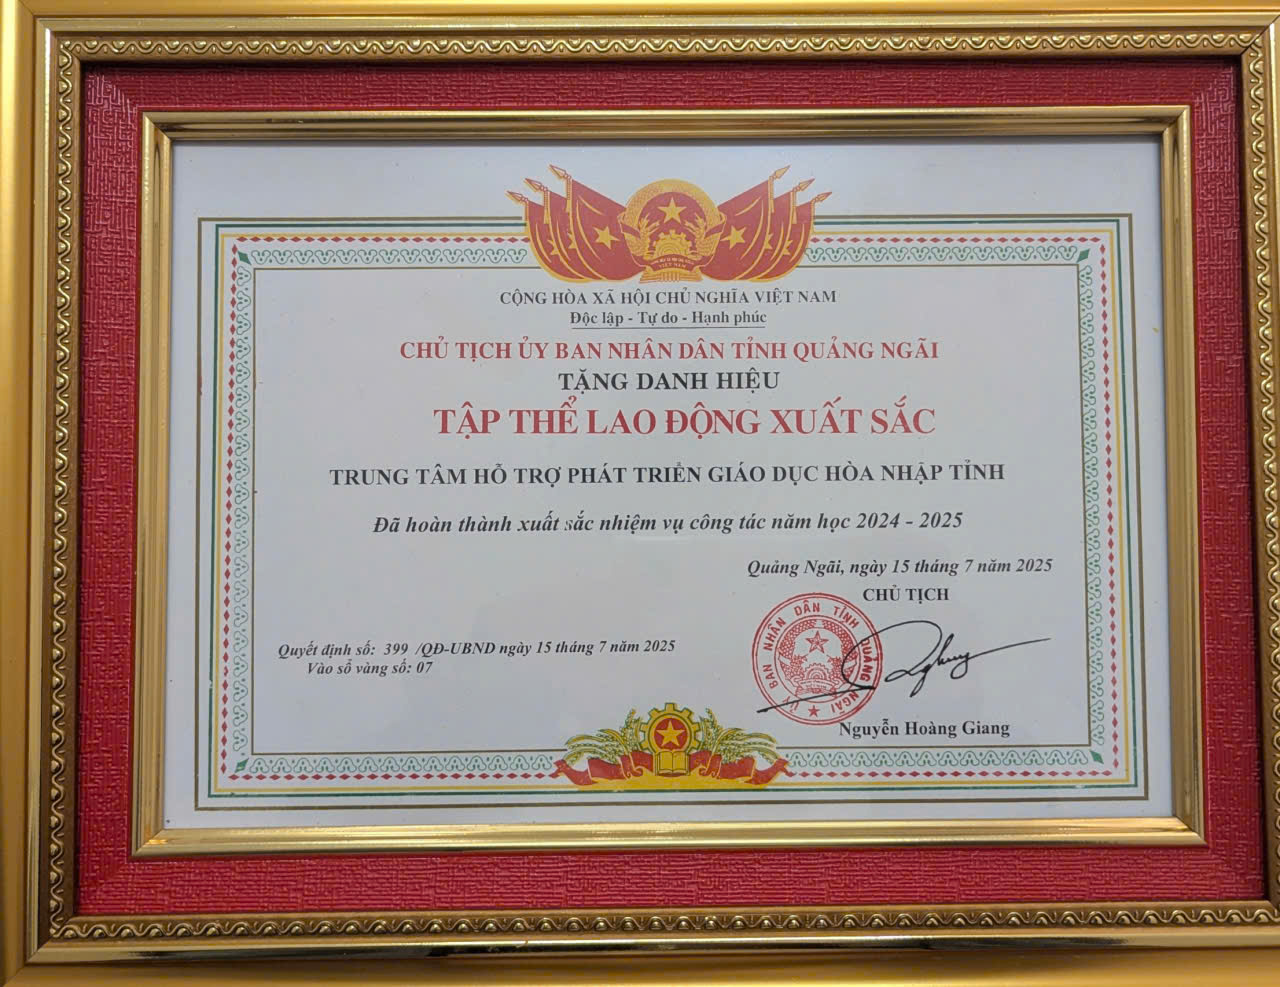 CỘNG HÒA XÃ HỘI CHỦ NGHĨA VIỆT NAM
Độc lập - Tự do - Hạnh phúc
CHỦ TỊCH ỦY BAN NHÂN DÂN TỈNH QUẢNG NGÃI
TẶNG DANH HIỆU
TẬP THỂ LAO ĐỘNG XUẤT SẮC
TRUNG TÂM HỖ TRỢ PHÁT TRIỂN GIÁO DỤC HÒA NHẬP TỈNH
Đã hoàn thành xuất sắc nhiệm vụ công tác năm học 2024 - 2025
Quảng Ngãi, ngày 15 tháng 7 năm 2025
CHỦ TỊCH
ỦY BAN NHÂN DÂN TỈNH QUẢNG NGÃI
Quyết định số: 399 /QĐ-UBND ngày 15 tháng 7 năm 2025
Vào sổ vàng số: 07
Nguyễn Hoàng Giang